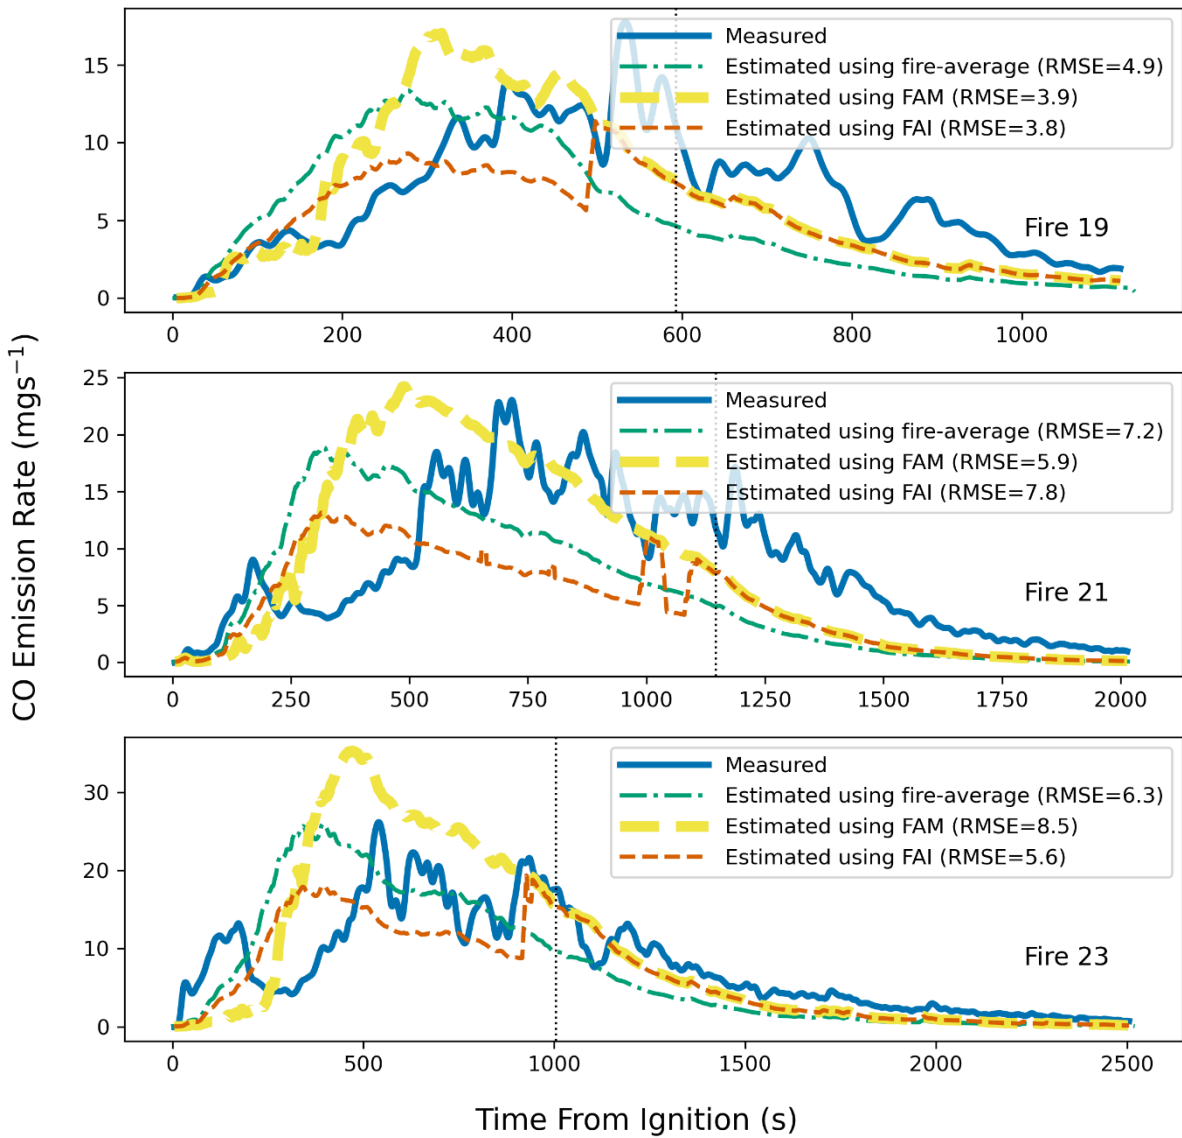 CO Emission Rate (mgs⁻¹)
15
10
5
0
Measured
Estimated using fire-average (RMSE=4.9)
Estimated using FAM (RMSE=3.9)
Estimated using FAI (RMSE=3.8)
Fire 19
0 200 400 600 800 1000
25
20
15
10
5
0
Measured
Estimated using fire-average (RMSE=7.2)
Estimated using FAM (RMSE=5.9)
Estimated using FAI (RMSE=7.8)
Fire 21
0 250 500 750 1000 1250 1500 1750 2000
30
20
10
0
Measured
Estimated using fire-average (RMSE=6.3)
Estimated using FAM (RMSE=8.5)
Estimated using FAI (RMSE=5.6)
Fire 23
0 500 1000 1500 2000 2500
Time From Ignition (s)